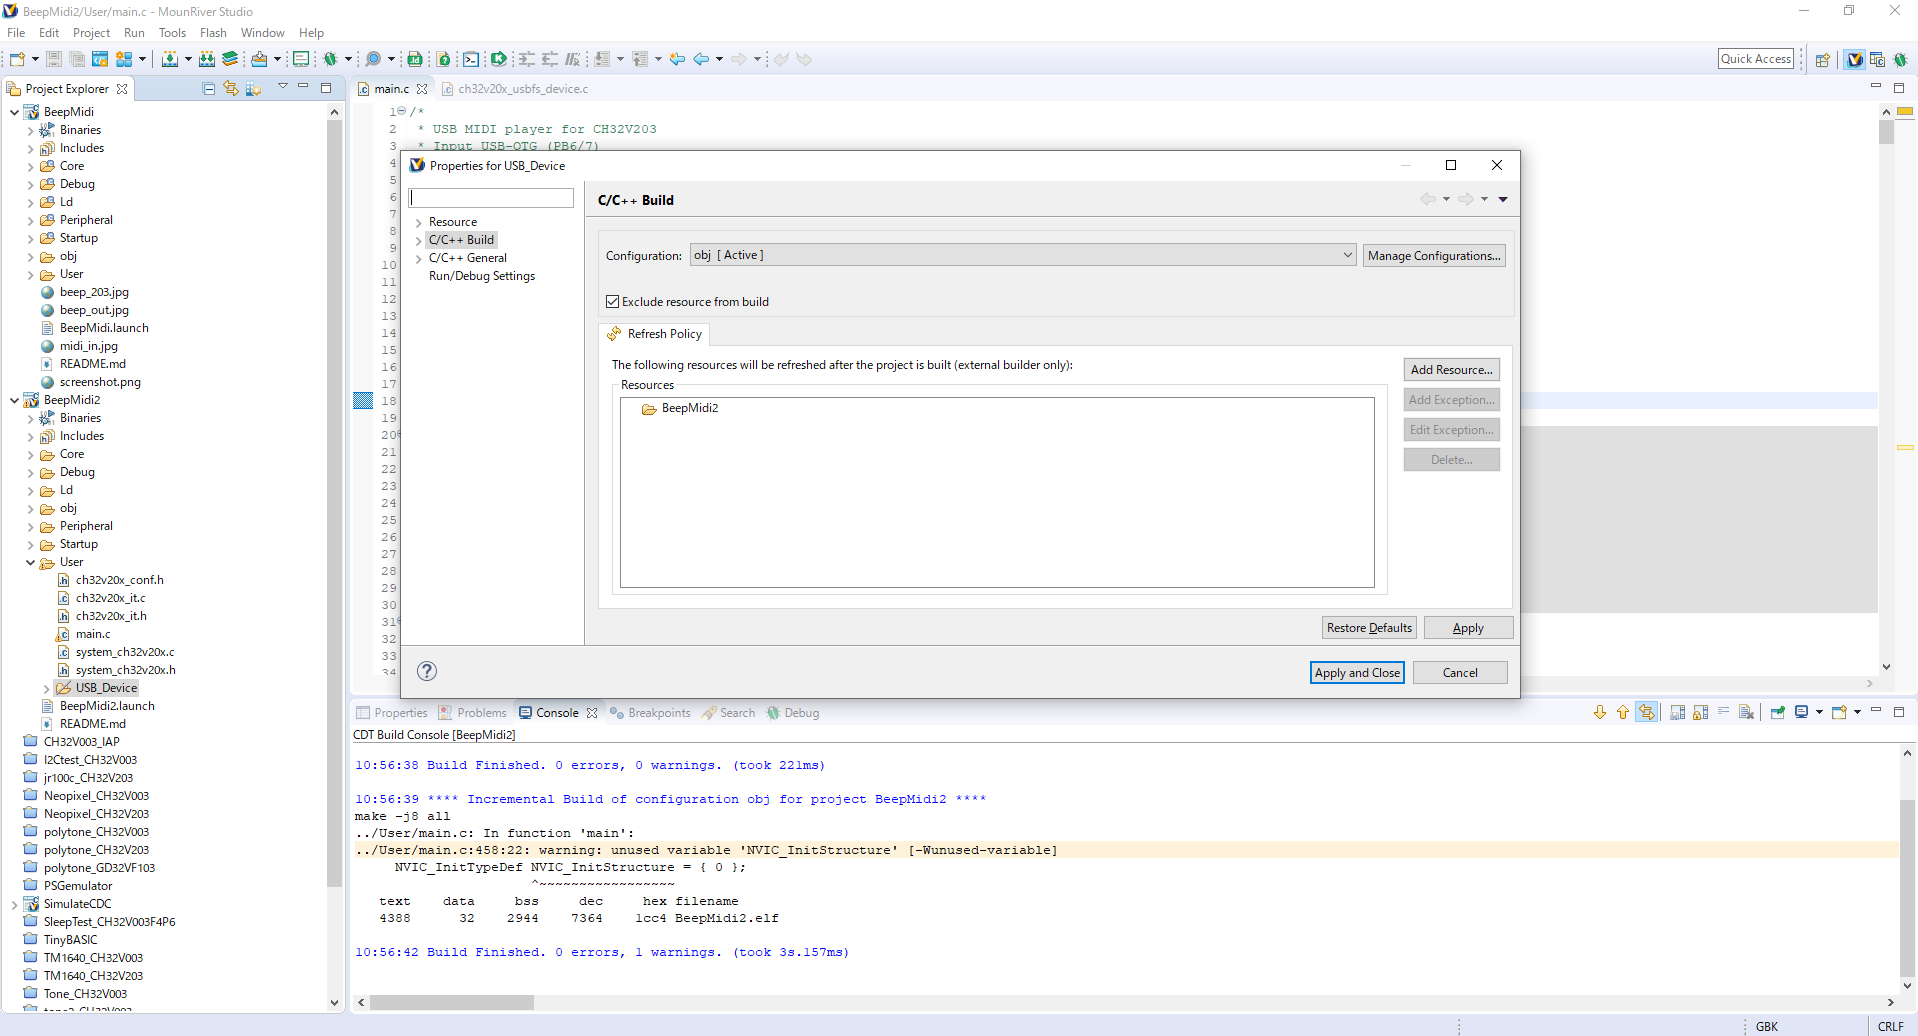 BeepMidi2/User/main.c - MounRiver Studio
File Edit Project Run Tools Flash Window Help
Quick Access
Project Explorer
main.c
ch32v20x_usbfs_device.c
BeepMidi
Binaries
Includes
Core
Debug
Ld
Peripheral
Startup
obj
User
beep_203.jpg
beep_out.jpg
BeepMidi.launch
midi_in.jpg
README.md
screenshot.png
BeepMidi2
Binaries
Includes
Core
Debug
Ld
obj
Peripheral
Startup
User
ch32v20x_conf.h
ch32v20x_it.c
ch32v20x_it.h
main.c
system_ch32v20x.c
system_ch32v20x.h
USB_Device
BeepMidi2.launch
README.md
CH32V003_IAP
I2Ctest_CH32V003
jr100c_CH32V203
Neopixel_CH32V003
Neopixel_CH32V203
polytone_CH32V003
polytone_CH32V203
polytone_GD32VF103
PSGemulator
SimulateCDC
SleepTest_CH32V003F4P6
TinyBASIC
TM1640_CH32V003
TM1640_CH32V203
Tone_CH32V003
1 /*
2 * USB MIDI player for CH32V203
3 * Input USB-OTG (PB6/7)
4
5
6
7
8
9
10
11
12
13
14
15
16
17
18
19
20
21
22
23
24
25
26
27
28
29
30
31
32
33
34
Properties for USB_Device
Resource
C/C++ Build
C/C++ General
Run/Debug Settings
C/C++ Build
Configuration: obj [ Active ] Manage Configurations...
Exclude resource from build
Refresh Policy
The following resources will be refreshed after the project is built (external builder only):
Resources
BeepMidi2
Add Resource...
Add Exception...
Edit Exception...
Delete...
Restore Defaults Apply
Apply and Close Cancel
Properties Problems Console Breakpoints Search Debug
CDT Build Console [BeepMidi2]
10:56:38 Build Finished. 0 errors, 0 warnings. (took 221ms)
10:56:39 **** Incremental Build of configuration obj for project BeepMidi2 ****
make -j8 all
../User/main.c: In function 'main':
../User/main.c:458:22: warning: unused variable 'NVIC_InitStructure' [-Wunused-variable]
NVIC_InitTypeDef NVIC_InitStructure = { 0 };
^~~~~~~~~~~~~~~~~~
text data bss dec hex filename
4388 32 2944 7364 1cc4 BeepMidi2.elf
10:56:42 Build Finished. 0 errors, 1 warnings. (took 3s.157ms)
GBK CRLF